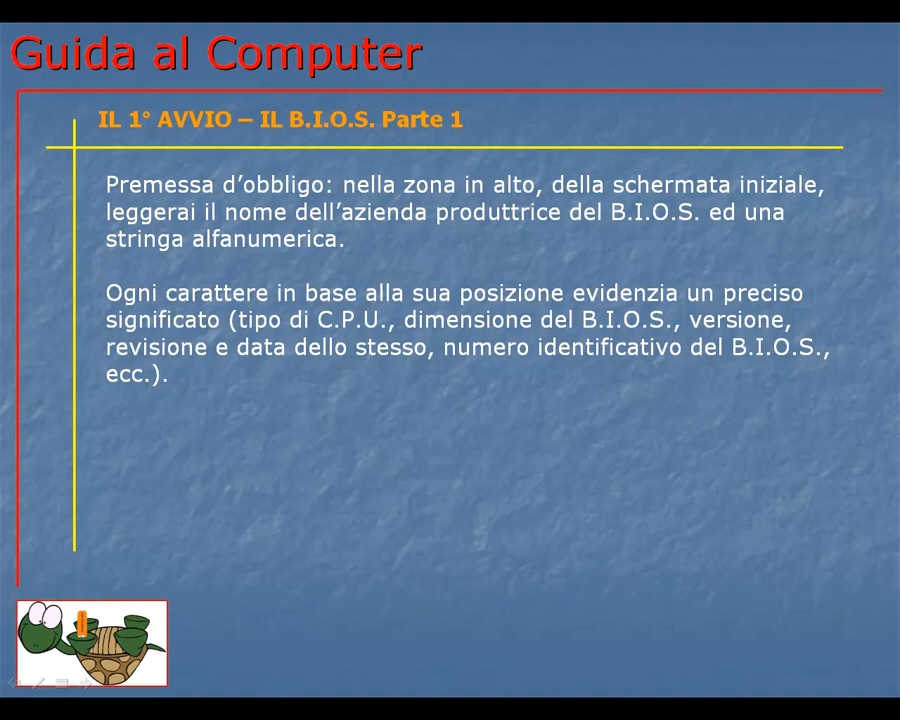 Guida al Computer
IL 1° AVVIO – IL B.I.O.S. Parte 1
Premessa d’obbligo: nella zona in alto, della schermata iniziale,
leggerai il nome dell’azienda produttrice del B.I.O.S. ed una
stringa alfanumerica.
Ogni carattere in base alla sua posizione evidenzia un preciso
significato (tipo di C.P.U., dimensione del B.I.O.S., versione,
revisione e data dello stesso, numero identificativo del B.I.O.S.,
ecc.).